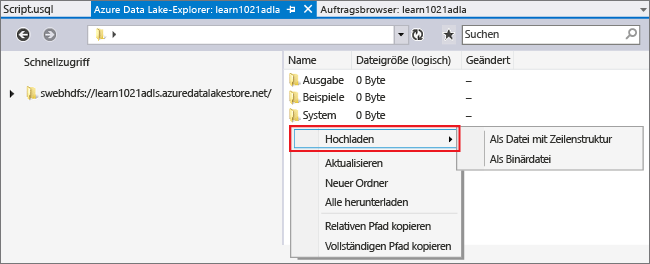 Script.usql
Azure Data Lake-Explorer: learn1021adla
Auftragsbrowser: learn1021adla
Suchen
Schnellzugriff
swebhdfs://learn1021adls.azuredatalakestore.net/
Name Dateigröße (logisch) Geändert
Ausgabe 0 Byte –
Beispiele 0 Byte –
System 0 Byte –
Hochladen
Als Datei mit Zeilenstruktur
Als Binärdatei
Aktualisieren
Neuer Ordner
Alle herunterladen
Relativen Pfad kopieren
Vollständigen Pfad kopieren